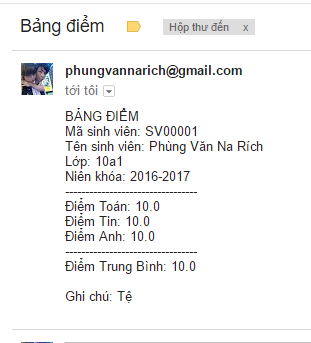 Bảng điểm
Hộp thư đến x
phungvannarich@gmail.com
tới tôi
BẢNG ĐIỂM
Mã sinh viên: SV00001
Tên sinh viên: Phùng Văn Na Rích
Lớp: 10a1
Niên khóa: 2016-2017
---------------------------------
Điểm Toán: 10.0
Điểm Tin: 10.0
Điểm Anh: 10.0
---------------------------------
Điểm Trung Bình: 10.0
Ghi chú: Tệ